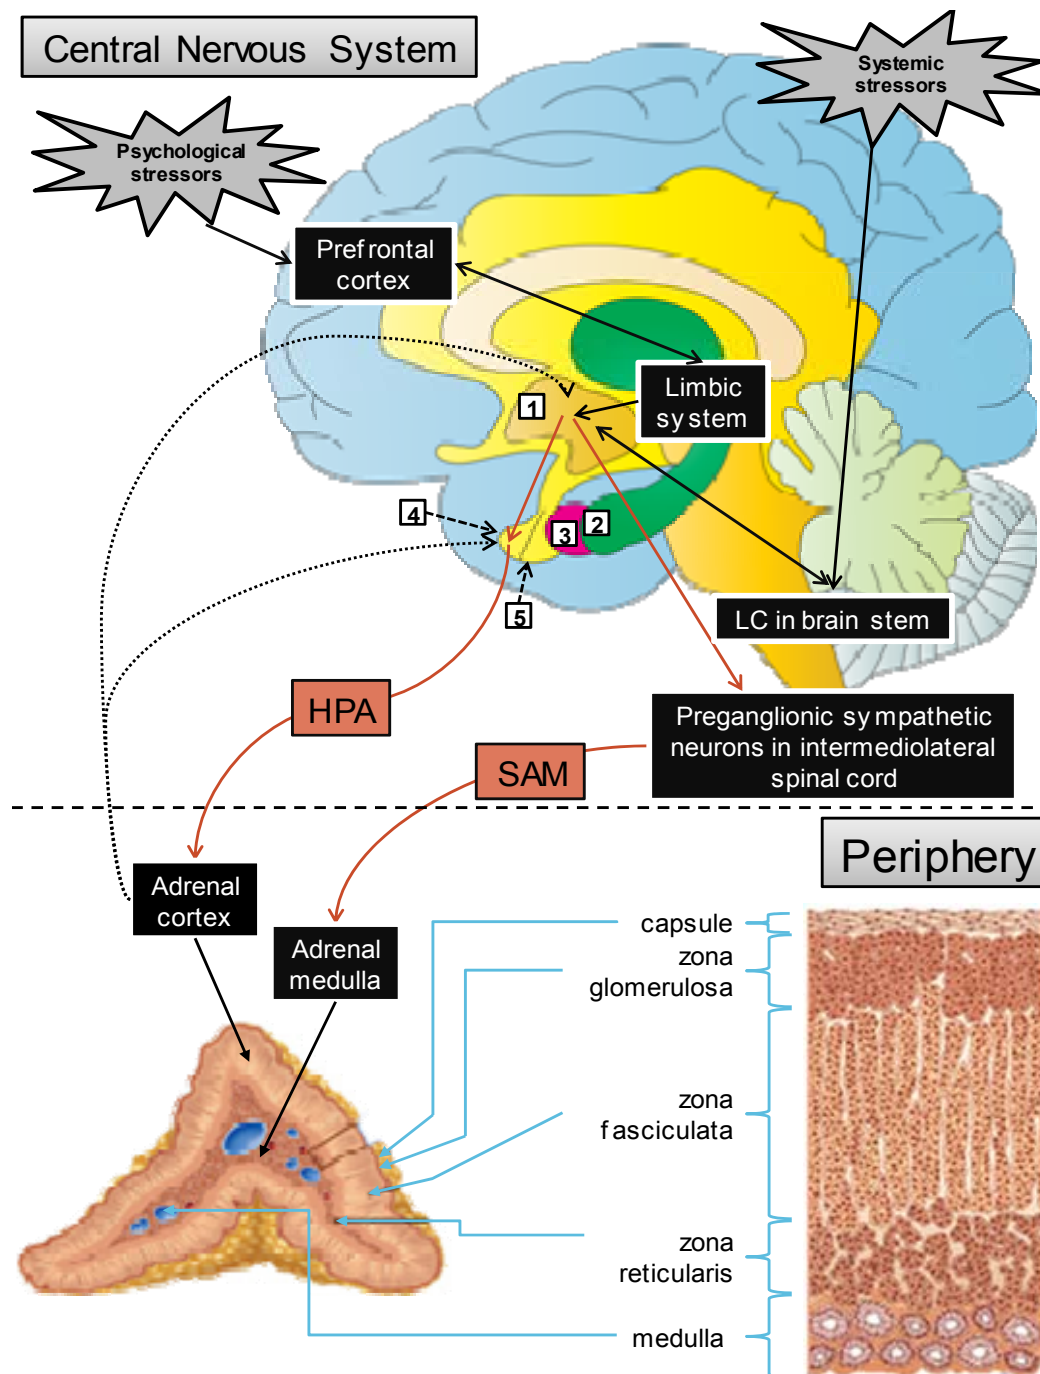 Central Nervous System
Systemic
stressors
Psychological
stressors
Prefrontal
cortex
Limbic
system
1
4
3
2
5
LC in brain stem
HPA
Preganglionic sympathetic
neurons in intermediolateral
spinal cord
SAM
Periphery
Adrenal
cortex
Adrenal
medulla
capsule
zona
glomerulosa
zona
fasciculata
zona
reticularis
medulla